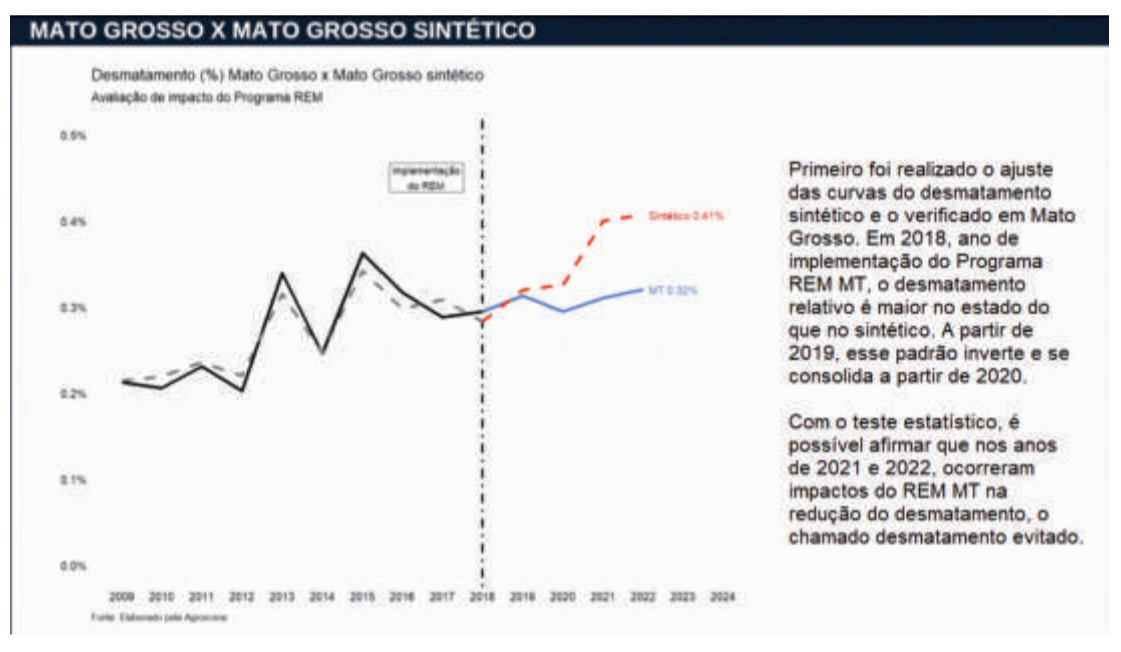 MATO GROSSO X MATO GROSSO SINTÉTICO
Desmatamento (%) Mato Grosso x Mato Grosso sintético
Avaliação de impacto do Programa REM
0.5%
0.4%
0.3%
0.2%
0.1%
0.0%
Implementação
do REM
Sintético 0.41%
MT 0.32%
2009 2010 2011 2012 2013 2014 2015 2016 2017 2018 2019 2020 2021 2022 2023 2024
Fonte: Elaborado pela Agroicone
Primeiro foi realizado o ajuste
das curvas do desmatamento
sintético e o verificado em Mato
Grosso. Em 2018, ano de
implementação do Programa
REM MT, o desmatamento
relativo é maior no estado do
que no sintético. A partir de
2019, esse padrão inverte e se
consolida a partir de 2020.
Com o teste estatístico, é
possível afirmar que nos anos
de 2021 e 2022, ocorreram
impactos do REM MT na
redução do desmatamento, o
chamado desmatamento evitado.